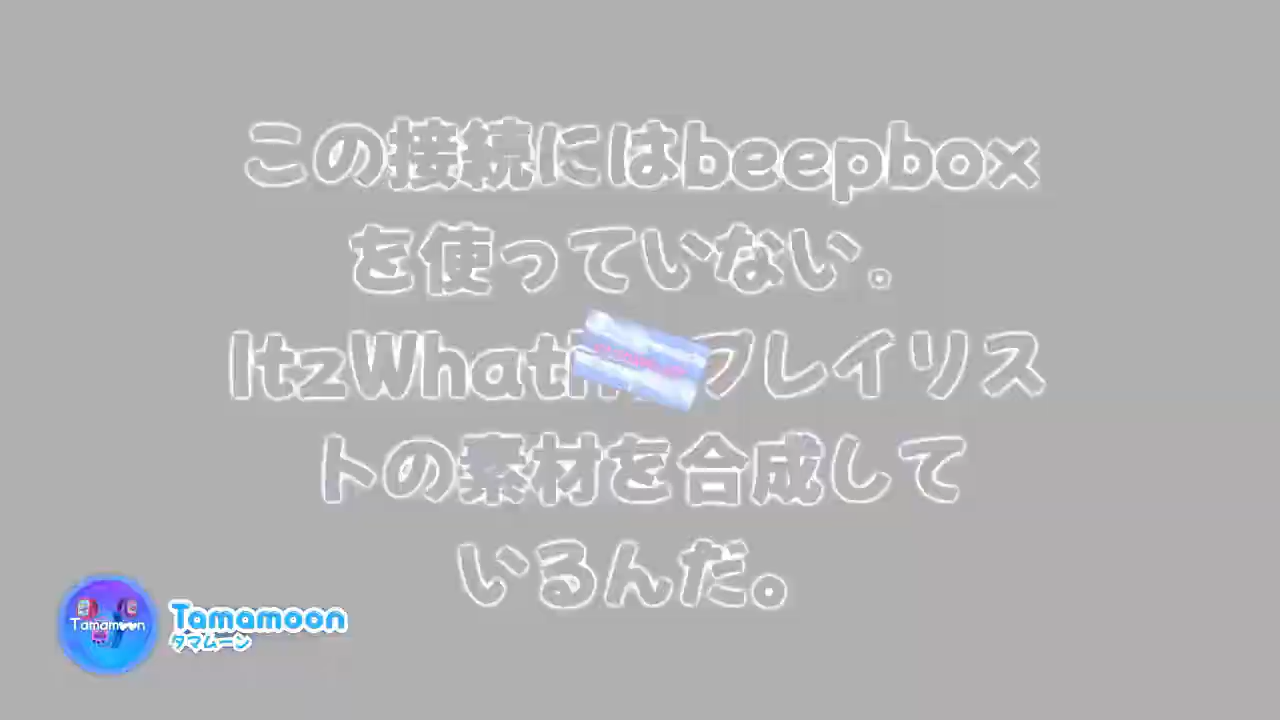 この接続にはbeepbox
を使っていない。
ItzWhat プレイリス
トの素材を合成して
いるんだ。
Tamamoon
Tamamoon
タマムーン